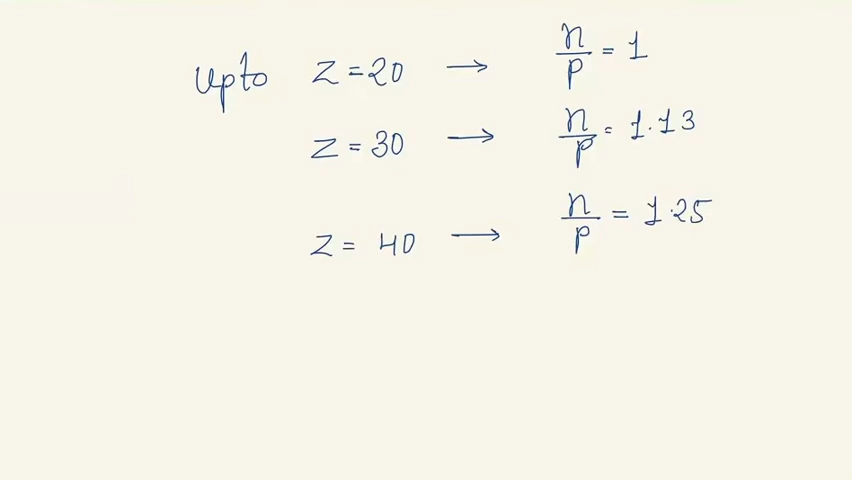 upto Z = 20 → n/p = 1
Z = 30 → n/p = 1.13
Z = 40 → n/p = 1.25